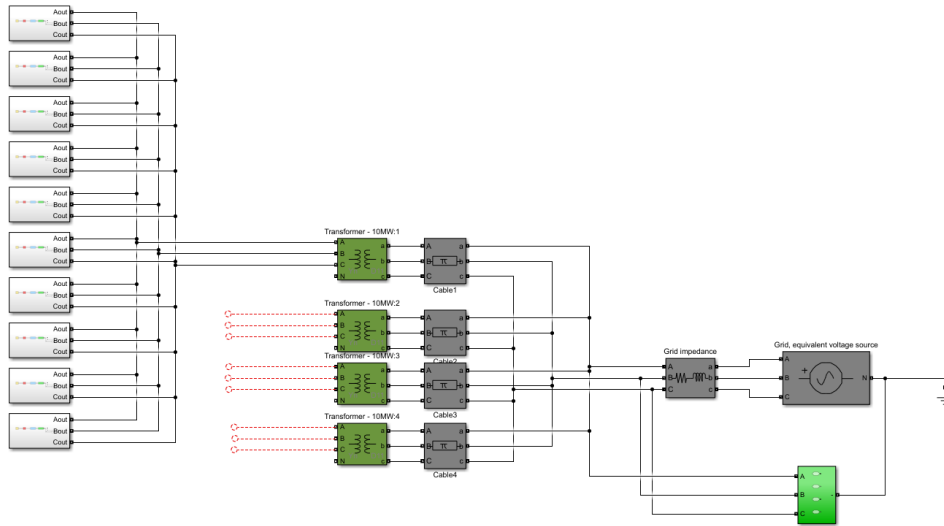 Aout
Bout
Cout
Aout
Bout
Cout
Aout
Bout
Cout
Aout
Bout
Cout
Aout
Bout
Cout
Aout
Bout
Cout
Aout
Bout
Cout
Aout
Bout
Cout
Aout
Bout
Cout
Aout
Bout
Cout
Transformer - 10MW:1
A
B
C
N
a
b
c
A
B
C
π
a
b
c
Cable1
Transformer - 10MW:2
A
B
C
N
a
b
c
A
B
C
π
a
b
c
Cable2
Transformer - 10MW:3
A
B
C
N
a
b
c
A
B
C
π
a
b
c
Cable3
Transformer - 10MW:4
A
B
C
N
a
b
c
A
B
C
π
a
b
c
Cable4
Grid impedance
A
B
C
a
b
c
Grid, equivalent voltage source
A
B
C
+
N
A
B
C
-